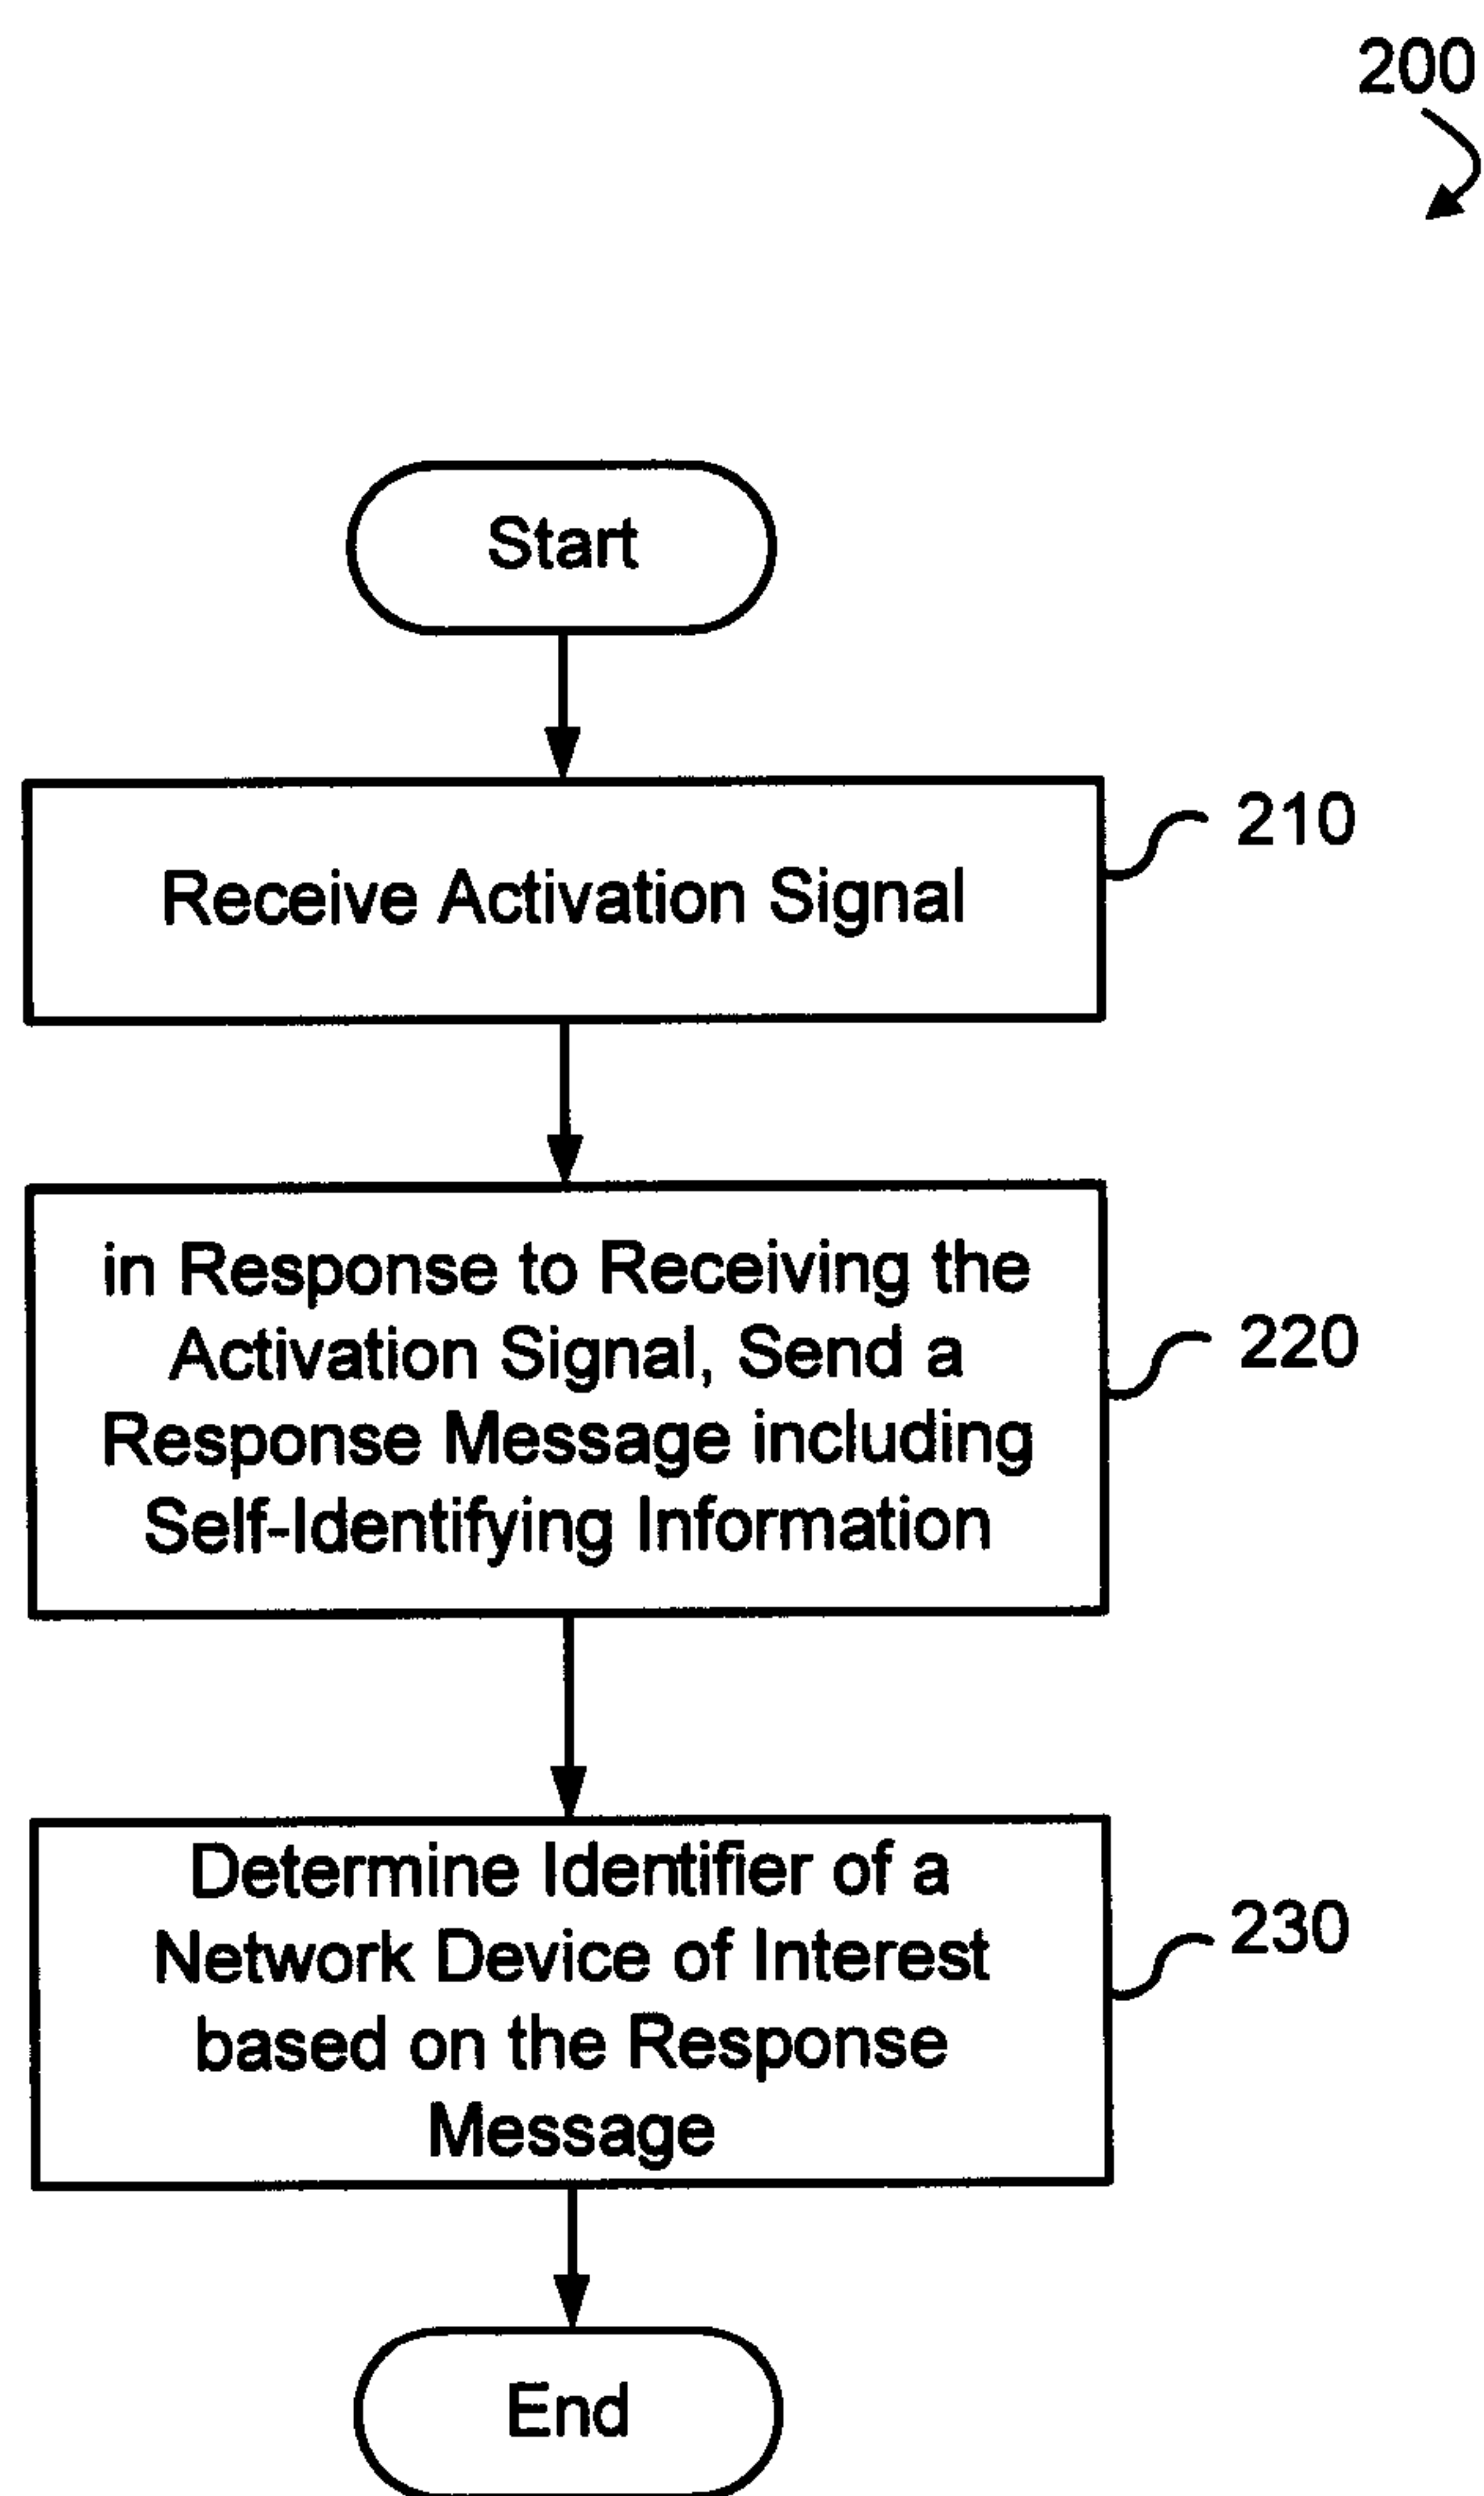 200
Start
Receive Activation Signal
210
in Response to Receiving the
Activation Signal, Send a
Response Message including
Self-Identifying Information
220
Determine Identifier of a
Network Device of Interest
based on the Response
Message
230
End